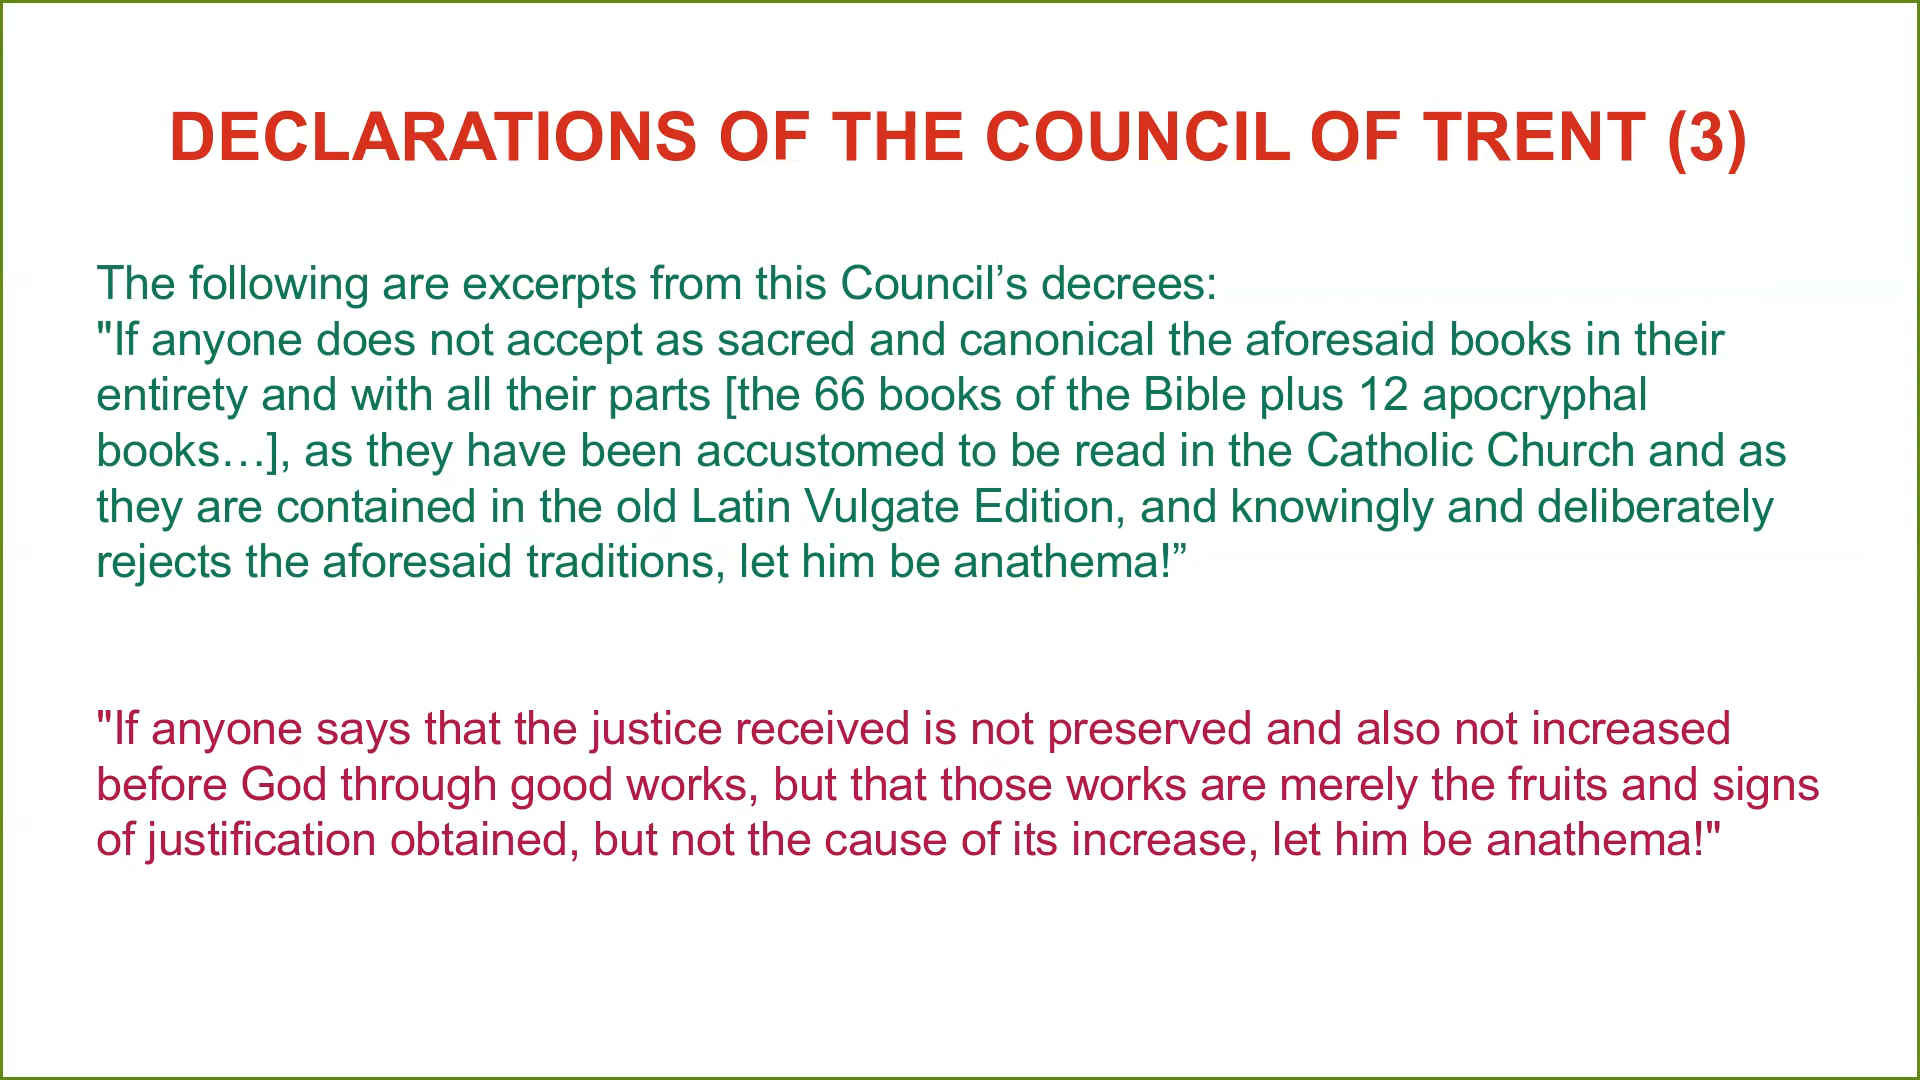 DECLARATIONS OF THE COUNCIL OF TRENT (3)
The following are excerpts from this Council’s decrees:
"If anyone does not accept as sacred and canonical the aforesaid books in their
entirety and with all their parts [the 66 books of the Bible plus 12 apocryphal
books…], as they have been accustomed to be read in the Catholic Church and as
they are contained in the old Latin Vulgate Edition, and knowingly and deliberately
rejects the aforesaid traditions, let him be anathema!”
"If anyone says that the justice received is not preserved and also not increased
before God through good works, but that those works are merely the fruits and signs
of justification obtained, but not the cause of its increase, let him be anathema!"